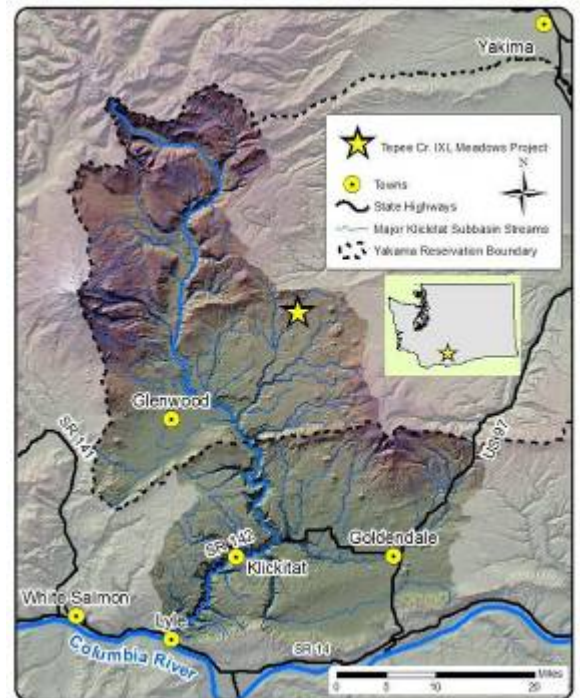 Yakima
Tepee Cr. IXL Meadows Project
N
Towns
State Highways
Major Klickitat Subbasin Streams
Yakama Reservation Boundary
Glenwood
SR 141
US 97
SR 142
Goldendale
Klickitat
White Salmon
Lyle
SR 14
Columbia River
Miles
0 5 10 20